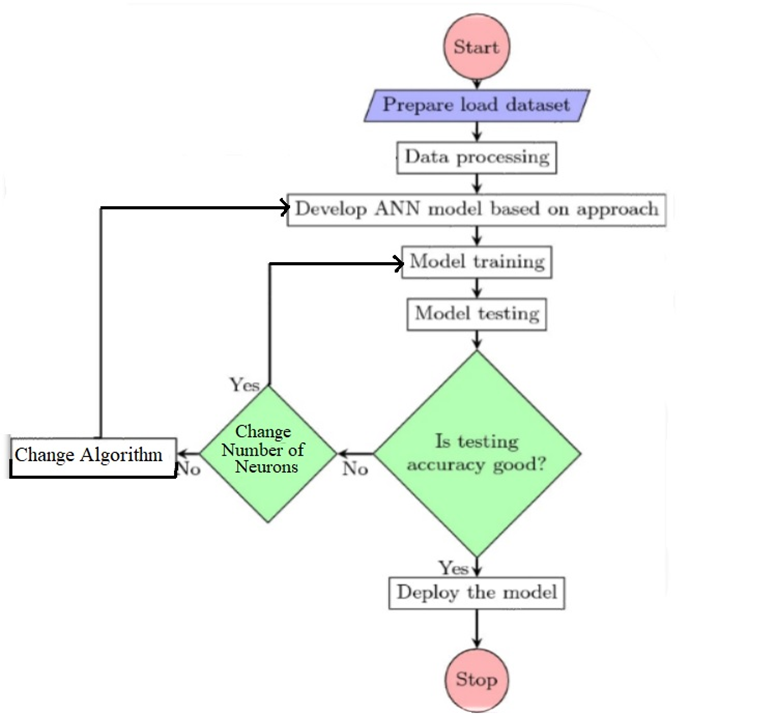 Start
Prepare load dataset
Data processing
Develop ANN model based on approach
Model training
Model testing
Yes
Change
Number of
Neurons
Is testing
accuracy good?
Change Algorithm
No
No
Yes
Deploy the model
Stop